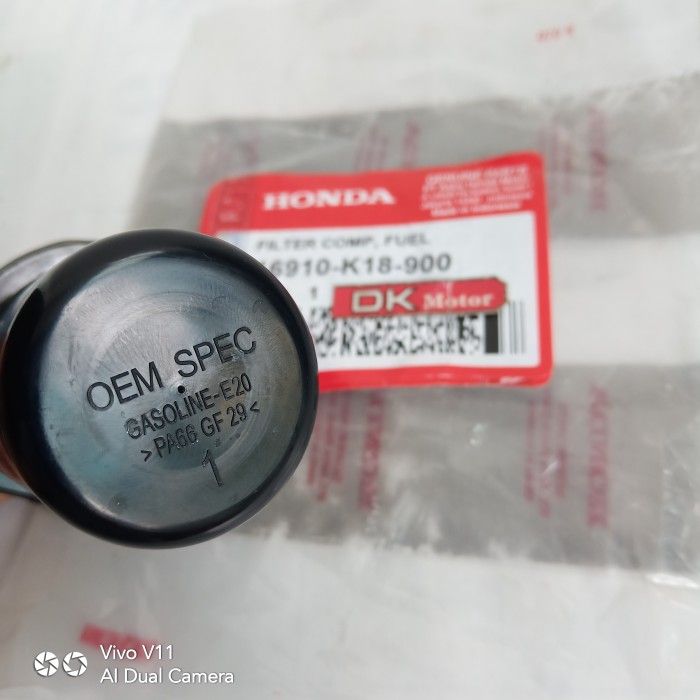 HONDA
FILTER COMP, FUEL
6910-K18-900
1
DK Motor
OEM SPEC
GASOLINE-E20
> PA66 GF 29 <
1
Vivo V11
AI Dual Camera